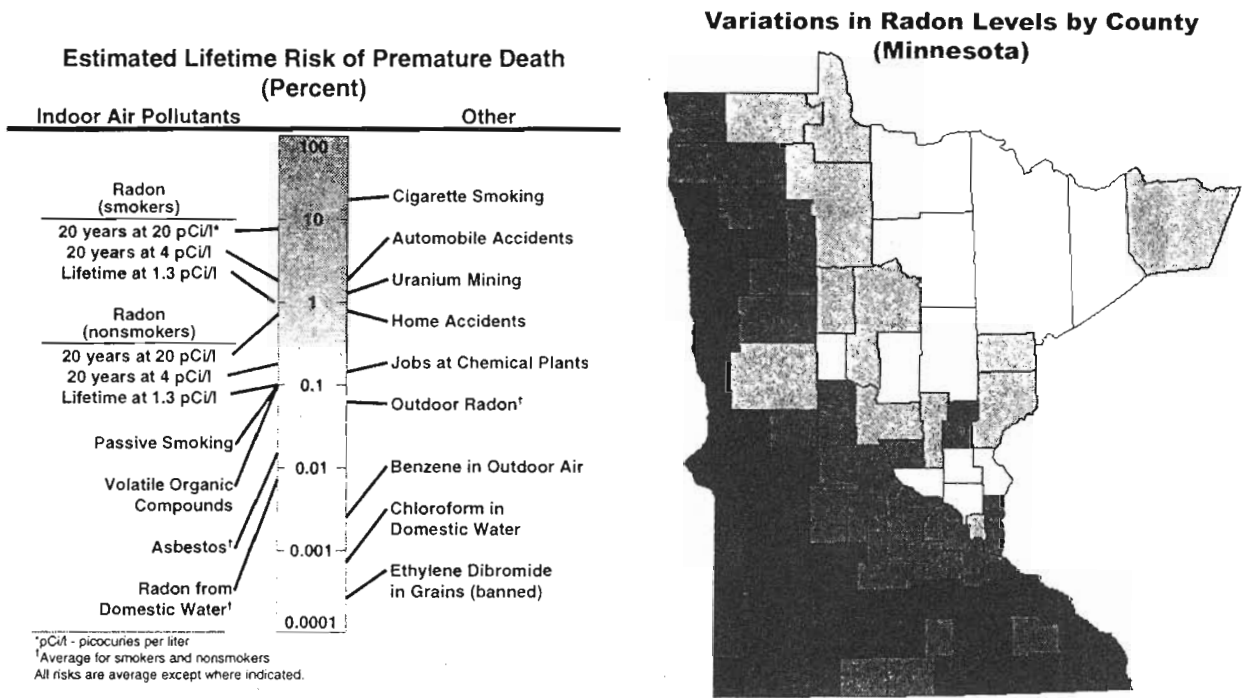 Estimated Lifetime Risk of Premature Death
(Percent)
Indoor Air Pollutants
Other
100
10
1
0.1
0.01
0.001
0.0001
Radon
(smokers)
20 years at 20 pCi/l*
20 years at 4 pCi/l
Lifetime at 1.3 pCi/l
Radon
(nonsmokers)
20 years at 20 pCi/l
20 years at 4 pCi/l
Lifetime at 1.3 pCi/l
Passive Smoking
Volatile Organic
Compounds
Asbestos†
Radon from
Domestic Water†
Cigarette Smoking
Automobile Accidents
Uranium Mining
Home Accidents
Jobs at Chemical Plants
Outdoor Radon†
Benzene in Outdoor Air
Chloroform in
Domestic Water
Ethylene Dibromide
in Grains (banned)
*pCi/l - picocuries per liter
†Average for smokers and nonsmokers
All risks are average except where indicated.
Variations in Radon Levels by County
(Minnesota)